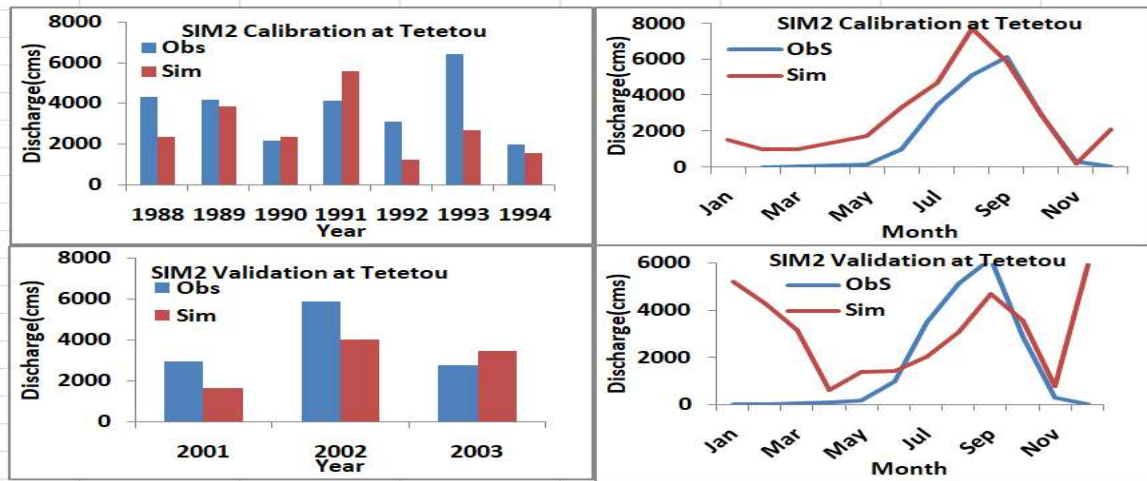 SIM2 Calibration at Tetetou
Obs
Sim
Discharge(cms)
8000
6000
4000
2000
0
1988 1989 1990 1991 1992 1993 1994
Year
SIM2 Calibration at Tetetou
ObS
Sim
Discharge(cms)
8000
6000
4000
2000
0
Jan Mar May Jul Sep Nov
Month
SIM2 Validation at Tetetou
Obs
Sim
Discharge(cms)
8000
6000
4000
2000
0
2001 2002 2003
Year
SIM2 Validation at Tetetou
ObS
Sim
Discharge(cms)
6000
4000
2000
0
Jan Mar May Jul Sep Nov
Month